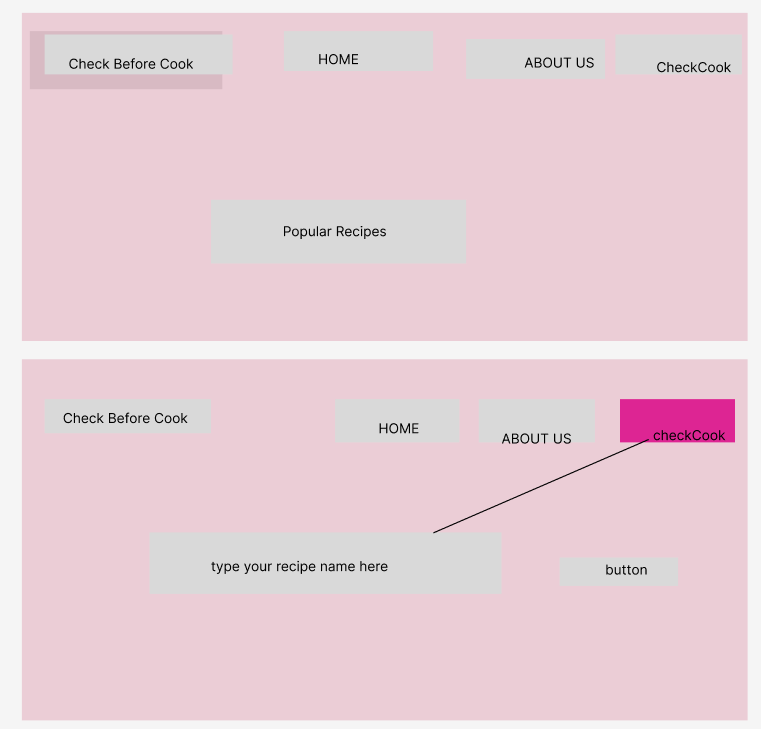 Check Before Cook
HOME
ABOUT US
CheckCook
Popular Recipes
Check Before Cook
HOME
ABOUT US
checkCook
type your recipe name here
button